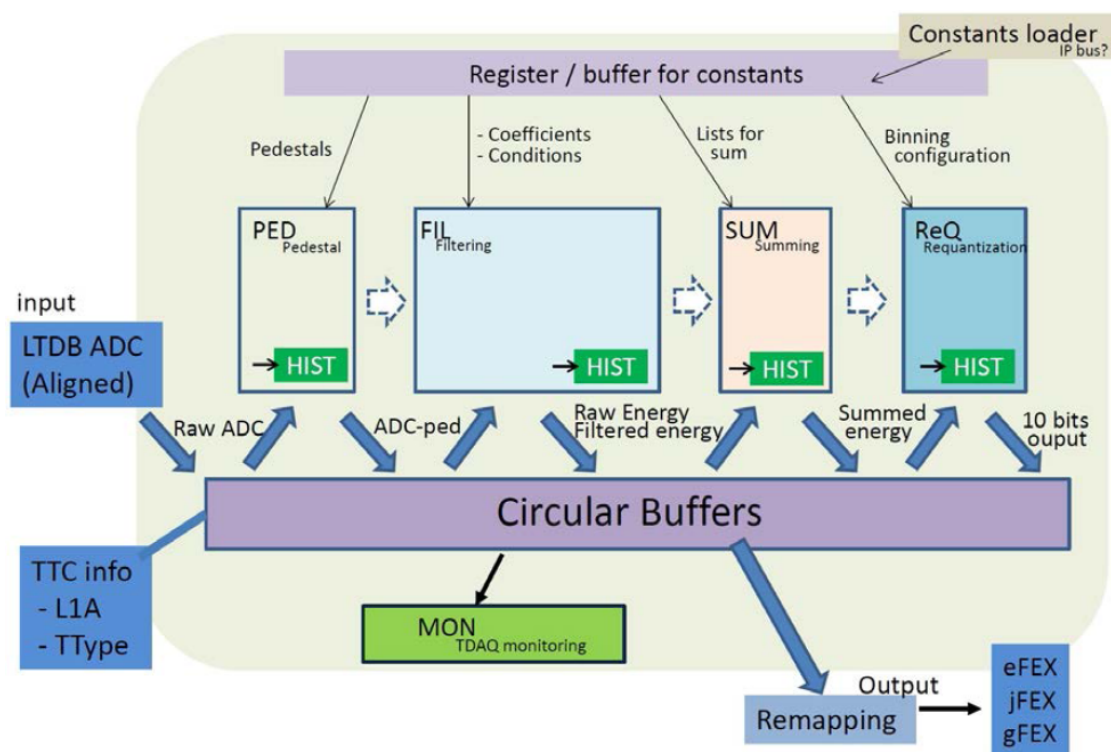 Constants loader
IP bus?
Register / buffer for constants
Pedestals
- Coefficients
- Conditions
Lists for
sum
Binning
configuration
PED
Pedestal
FIL
Filtering
SUM
Summing
ReQ
Requantization
input
LTDB ADC
(Aligned)
HIST
HIST
HIST
HIST
Raw ADC
ADC-ped
Raw Energy
Filtered energy
Summed
energy
10 bits
ouput
Circular Buffers
TTC info
- L1A
- TType
MON
TDAQ monitoring
Remapping
Output
eFEX
jFEX
gFEX